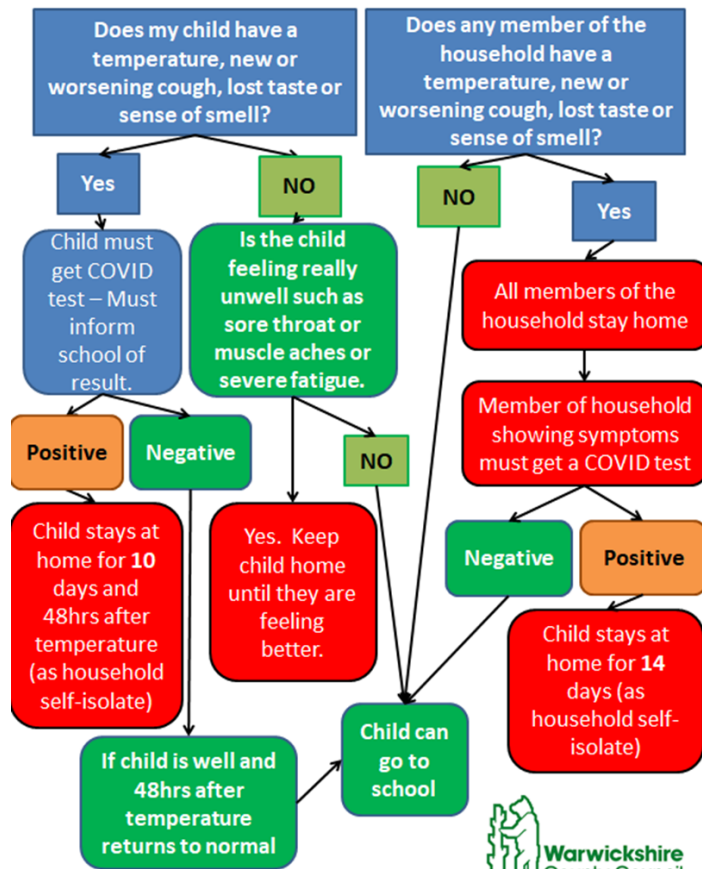 Does my child have a
temperature, new or
worsening cough, lost taste or
sense of smell?
Does any member of the
household have a
temperature, new or
worsening cough, lost taste or
sense of smell?
Yes
NO
NO
Yes
Child must
get COVID
test – Must
inform
school of
result.
Is the child
feeling really
unwell such as
sore throat or
muscle aches or
severe fatigue.
All members of the
household stay home
Member of household
showing symptoms
must get a COVID test
Positive
Negative
NO
Negative
Positive
Child stays at
home for 10
days and
48hrs after
temperature
(as household
self-isolate)
Yes. Keep
child home
until they are
feeling
better.
Child stays at
home for 14
days (as
household self-
isolate)
If child is well and
48hrs after
temperature
returns to normal
Child can
go to
school
Warwickshire